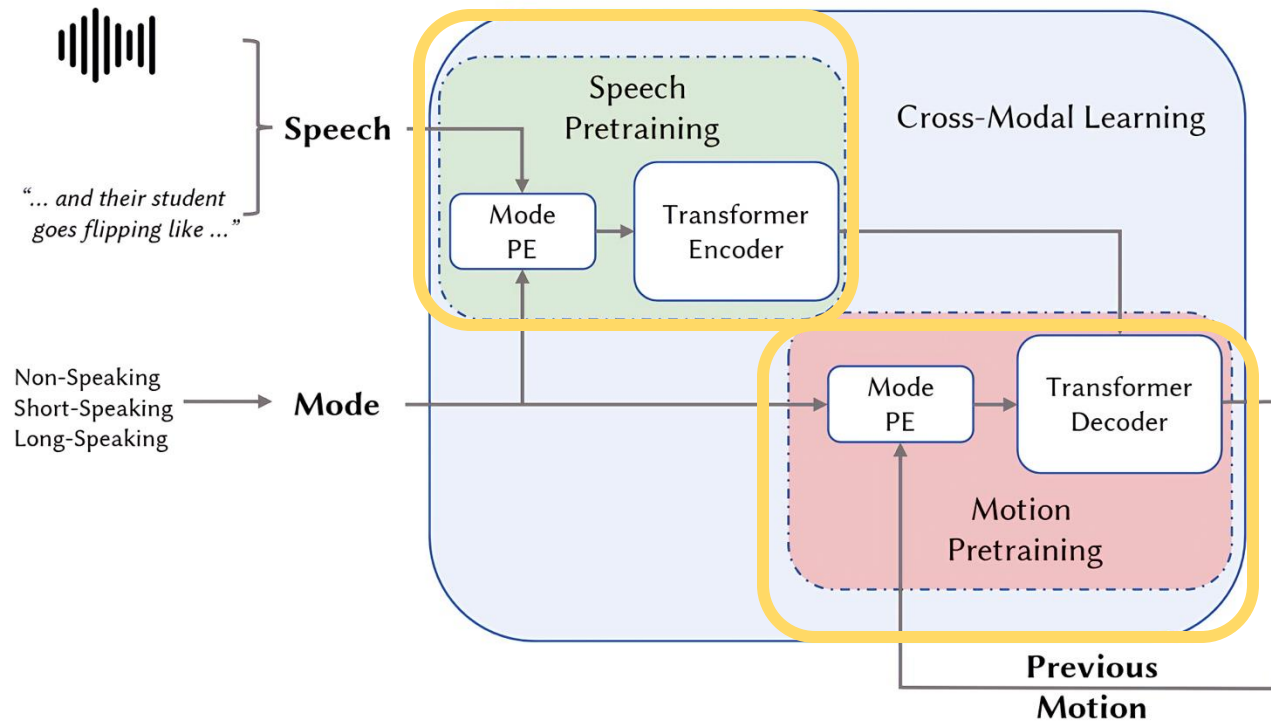 Speech
Pretraining
Cross-Modal Learning
Speech
“... and their student
goes flipping like ...”
Mode
PE
Transformer
Encoder
Non-Speaking
Short-Speaking
Long-Speaking
Mode
Mode
PE
Transformer
Decoder
Motion
Pretraining
Previous
Motion